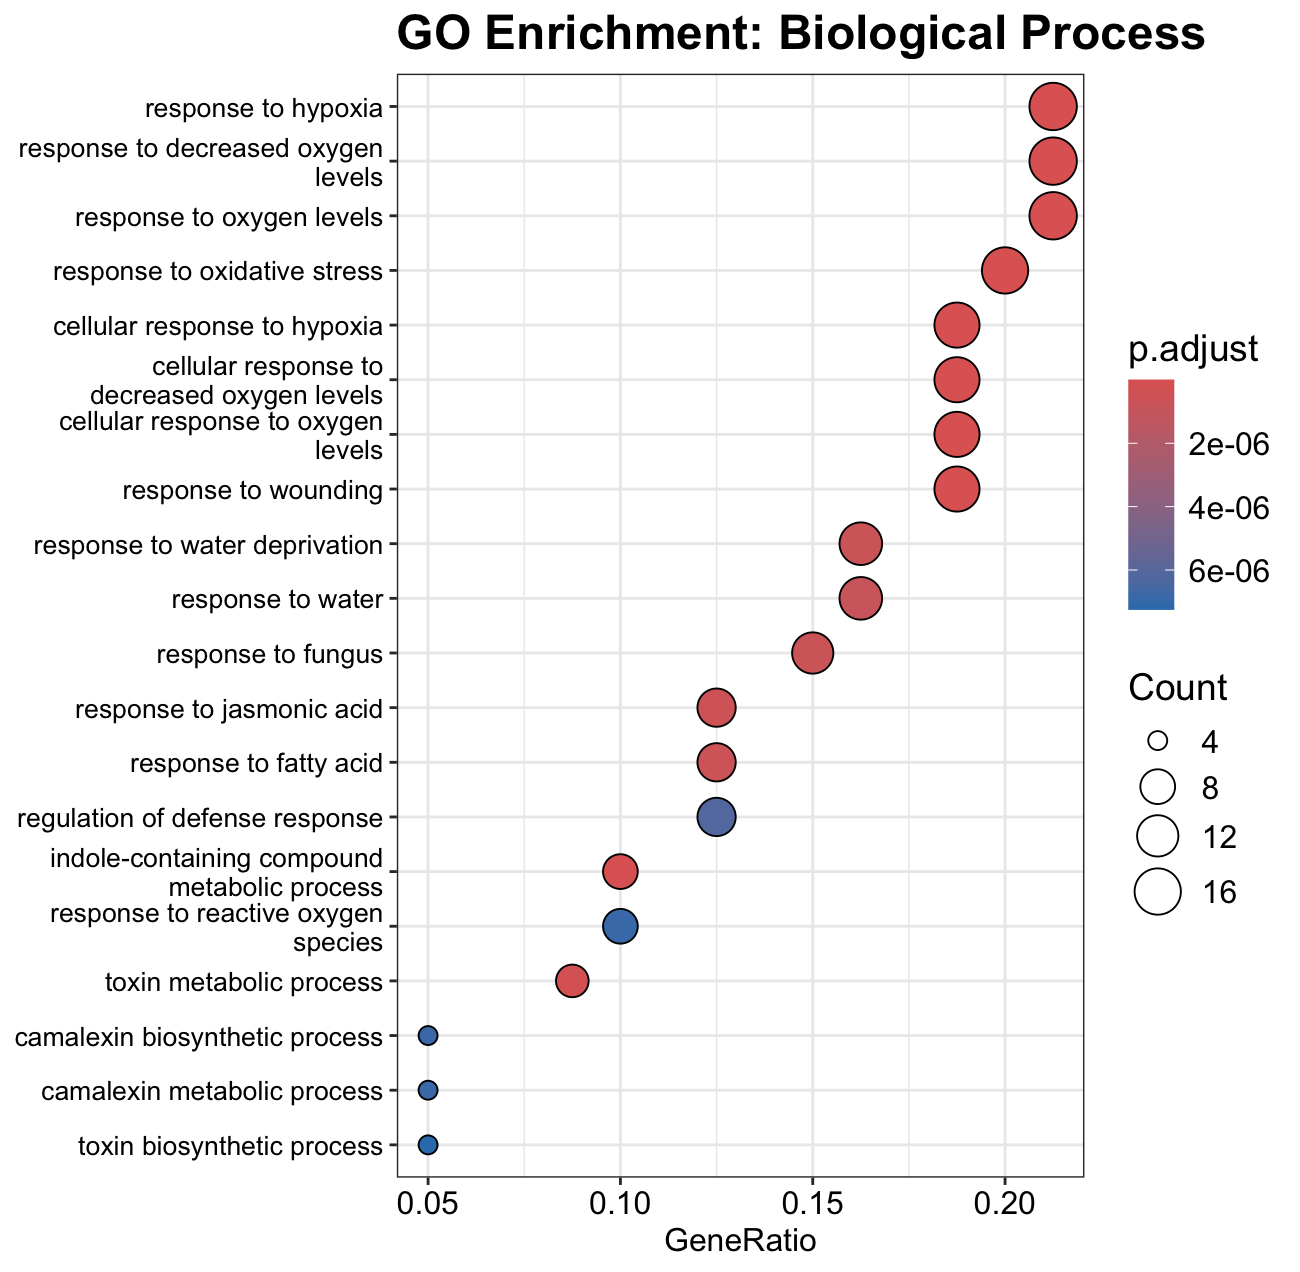 GO Enrichment: Biological Process
response to hypoxia
response to decreased oxygen
levels
response to oxygen levels
response to oxidative stress
cellular response to hypoxia
cellular response to
decreased oxygen levels
cellular response to oxygen
levels
response to wounding
response to water deprivation
response to water
response to fungus
response to jasmonic acid
response to fatty acid
regulation of defense response
indole-containing compound
metabolic process
response to reactive oxygen
species
toxin metabolic process
camalexin biosynthetic process
camalexin metabolic process
toxin biosynthetic process
0.05
0.10
0.15
0.20
GeneRatio
p.adjust
2e-06
4e-06
6e-06
Count
4
8
12
16